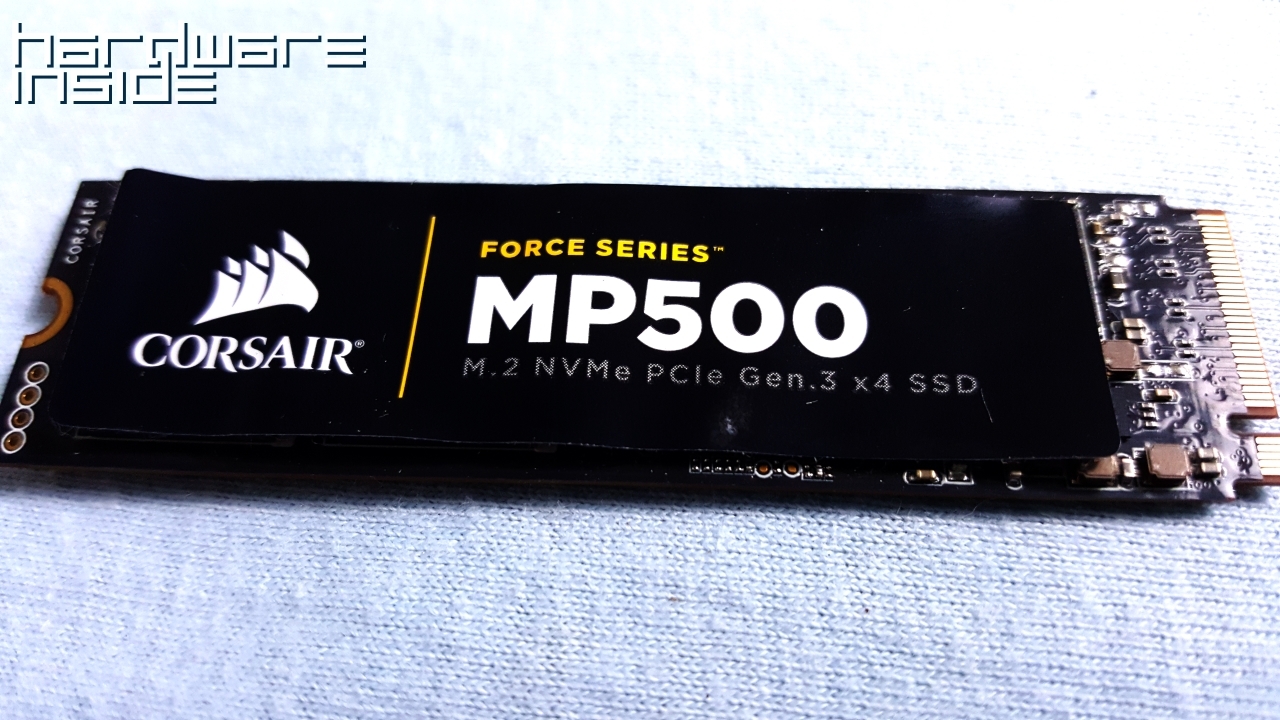 hardware
inside
CORSAIR
CORSAIR®
FORCE SERIES™
MP500
M.2 NVMe PCIe Gen.3 x4 SSD